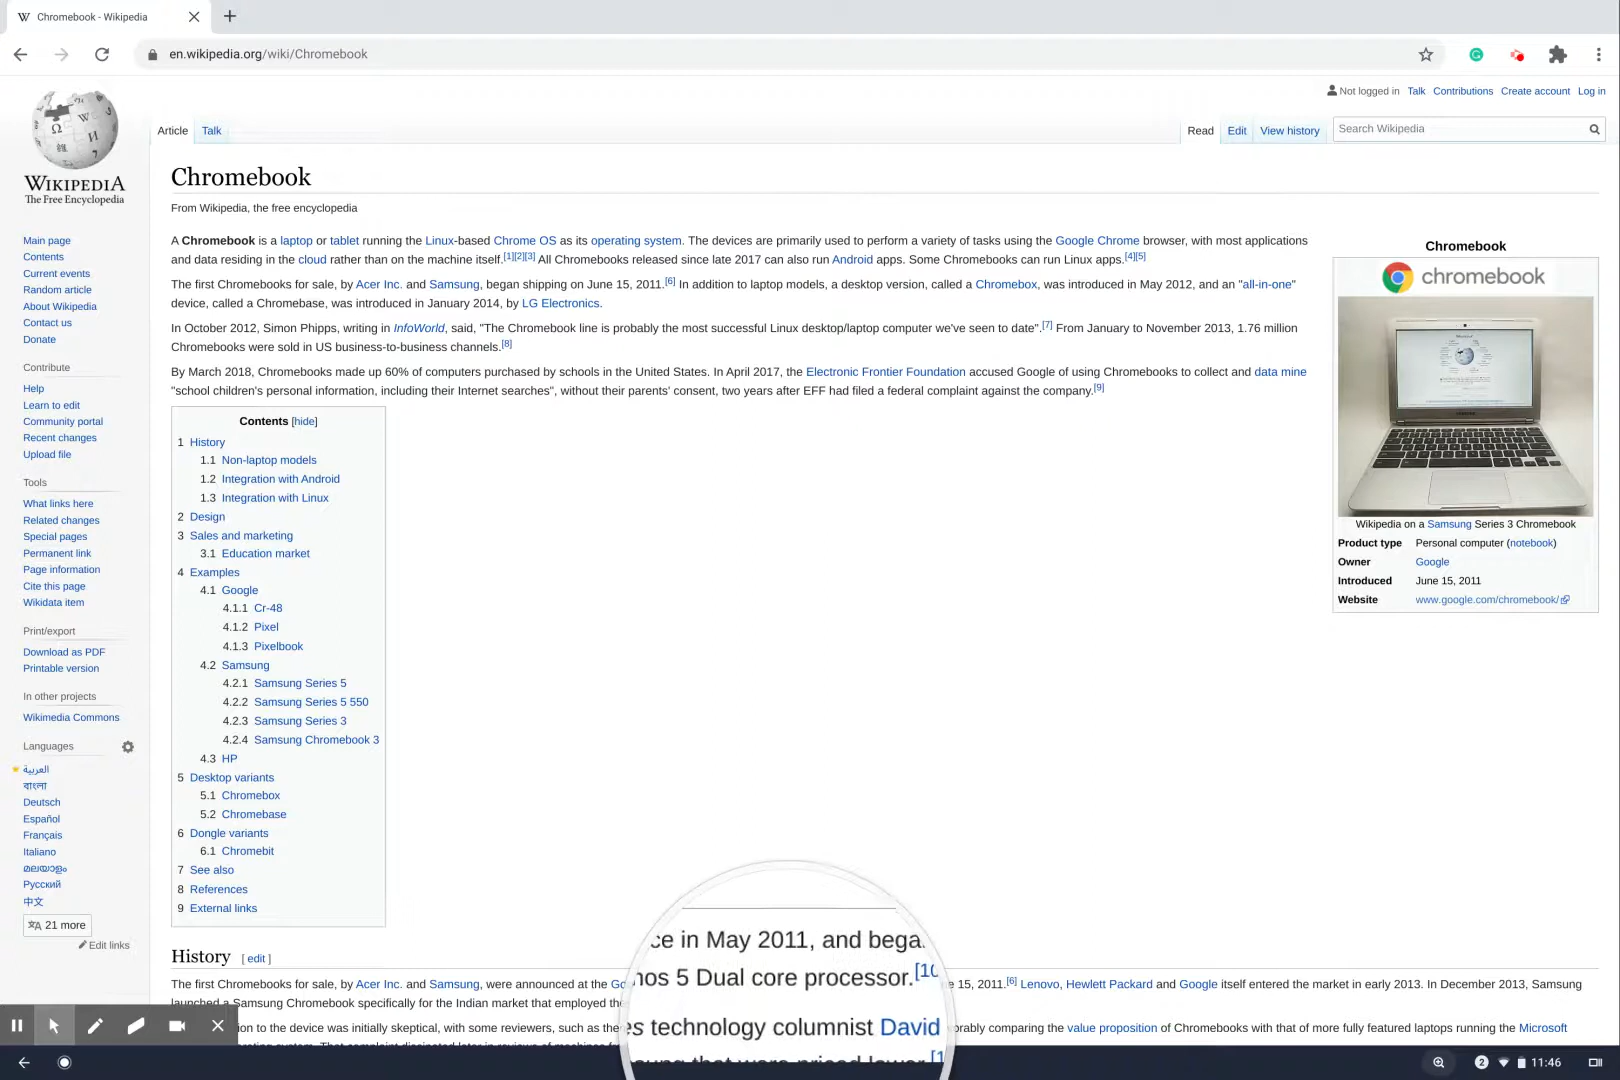 Chromebook - Wikipedia
en.wikipedia.org/wiki/Chromebook
Not logged in Talk Contributions Create account Log in
Article Talk
Read Edit View history Search Wikipedia
WIKIPEDIA
The Free Encyclopedia
Main page
Contents
Current events
Random article
About Wikipedia
Contact us
Donate
Contribute
Help
Learn to edit
Community portal
Recent changes
Upload file
Tools
What links here
Related changes
Special pages
Permanent link
Page information
Cite this page
Wikidata item
Print/export
Download as PDF
Printable version
In other projects
Wikimedia Commons
Languages
العربية
বাংলা
Deutsch
Español
Français
Italiano
മലയാളം
Русский
中文
21 more
Edit links
Chromebook
From Wikipedia, the free encyclopedia
A Chromebook is a laptop or tablet running the Linux-based Chrome OS as its operating system. The devices are primarily used to perform a variety of tasks using the Google Chrome browser, with most applications
and data residing in the cloud rather than on the machine itself.[1][2][3] All Chromebooks released since late 2017 can also run Android apps. Some Chromebooks can run Linux apps.[4][5]
The first Chromebooks for sale, by Acer Inc. and Samsung, began shipping on June 15, 2011.[6] In addition to laptop models, a desktop version, called a Chromebox, was introduced in May 2012, and an "all-in-one"
device, called a Chromebase, was introduced in January 2014, by LG Electronics.
In October 2012, Simon Phipps, writing in InfoWorld, said, "The Chromebook line is probably the most successful Linux desktop/laptop computer we've seen to date".[7] From January to November 2013, 1.76 million
Chromebooks were sold in US business-to-business channels.[8]
By March 2018, Chromebooks made up 60% of computers purchased by schools in the United States. In April 2017, the Electronic Frontier Foundation accused Google of using Chromebooks to collect and data mine
"school children's personal information, including their Internet searches", without their parents' consent, two years after EFF had filed a federal complaint against the company.[9]
Chromebook
chromebook
Wikipedia on a Samsung Series 3 Chromebook
Product type Personal computer (notebook)
Owner Google
Introduced June 15, 2011
Website www.google.com/chromebook/
Contents [hide]
1 History
1.1 Non-laptop models
1.2 Integration with Android
1.3 Integration with Linux
2 Design
3 Sales and marketing
3.1 Education market
4 Examples
4.1 Google
4.1.1 Cr-48
4.1.2 Pixel
4.1.3 Pixelbook
4.2 Samsung
4.2.1 Samsung Series 5
4.2.2 Samsung Series 5 550
4.2.3 Samsung Series 3
4.2.4 Samsung Chromebook 3
4.3 HP
5 Desktop variants
5.1 Chromebox
5.2 Chromebase
6 Dongle variants
6.1 Chromebit
7 See also
8 References
9 External links
History [ edit ]
The first Chromebooks for sale, by Acer Inc. and Samsung, were announced at the Go
e 15, 2011.[6] Lenovo, Hewlett Packard and Google itself entered the market in early 2013. In December 2013, Samsung
launched a Samsung Chromebook specifically for the Indian market that employed the
ion to the device was initially skeptical, with some reviewers, such as the
orably comparing the value proposition of Chromebooks with that of more fully featured laptops running the Microsoft
ce in May 2011, and bega
nos 5 Dual core processor.[10
es technology columnist David
2 11:46